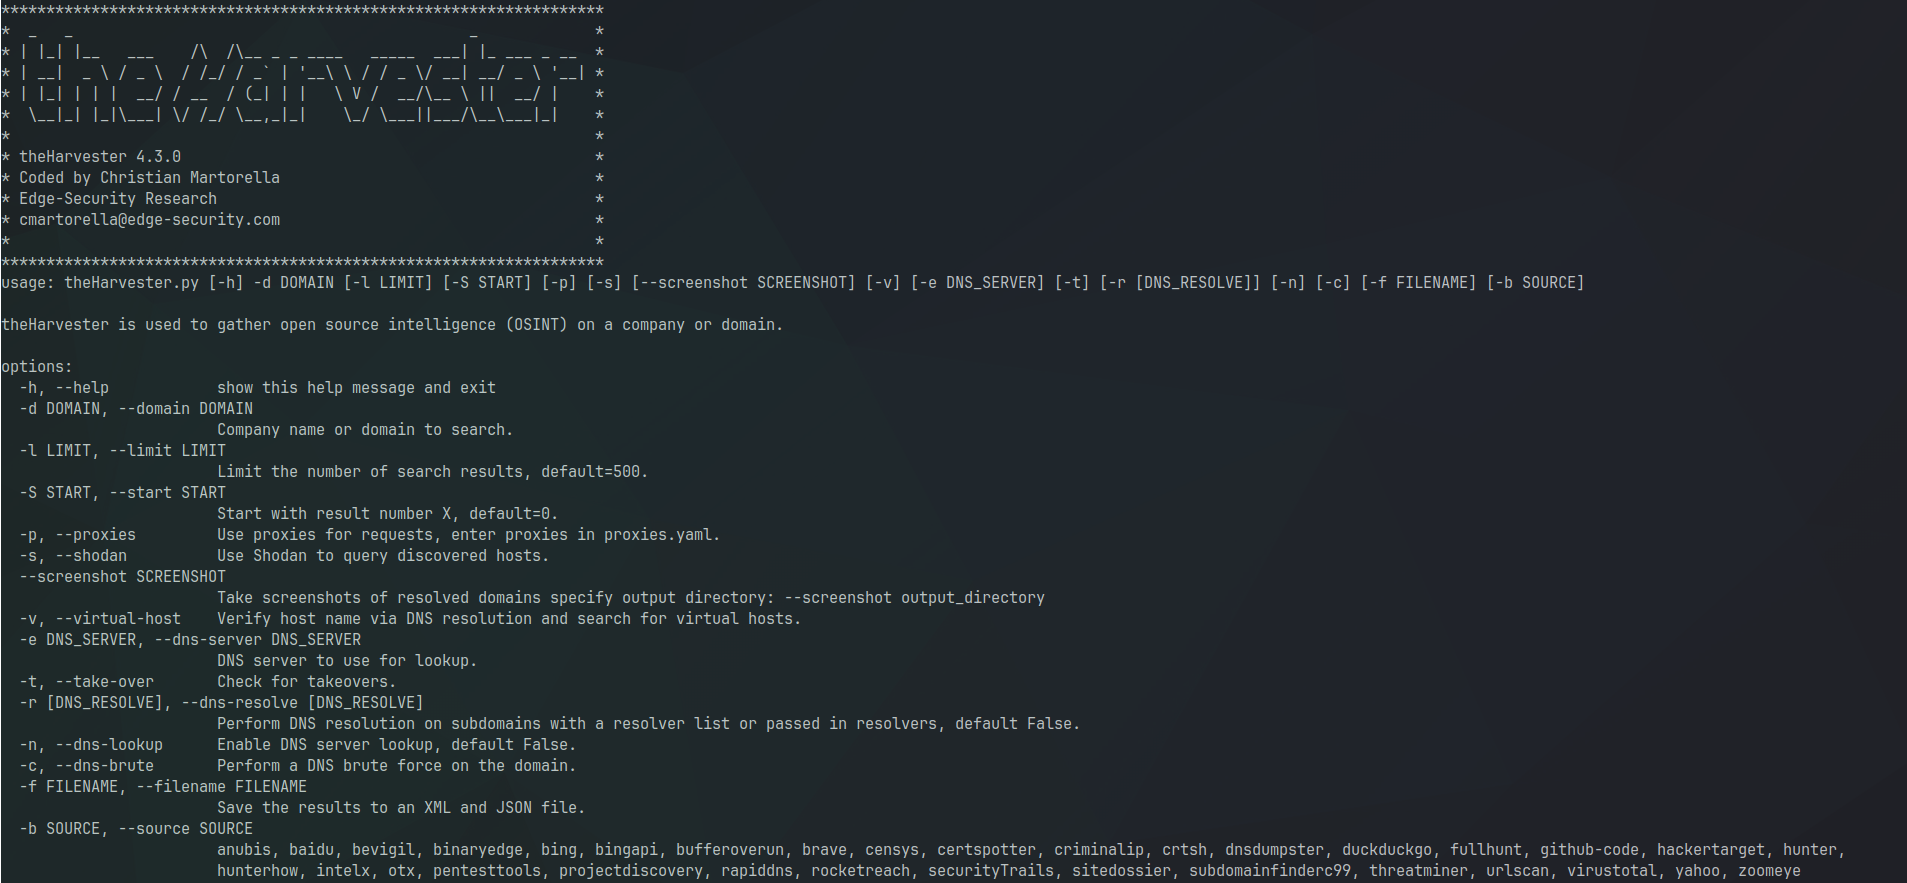 *******************************************************************
*  _   _                                            _             *
* | |_| |__   ___    /\  /\__ _ _ ____   _____  ___| |_ ___ _ __  *
* | __|  _ \ / _ \  / /_/ / _` | '__\ \ / / _ \/ __| __/ _ \ '__| *
* | |_| | | |  __/ / __  / (_| | |   \ V /  __/\__ \ ||  __/ |    *
*  \__|_| |_|\___| \/ /_/ \__,_|_|    \_/ \___||___/\__\___|_|    *
*                                                                 *
* theHarvester 4.3.0                                              *
* Coded by Christian Martorella                                   *
* Edge-Security Research                                          *
* cmartorella@edge-security.com                                   *
*                                                                 *
*******************************************************************
usage: theHarvester.py [-h] -d DOMAIN [-l LIMIT] [-S START] [-p] [-s] [--screenshot SCREENSHOT] [-v] [-e DNS_SERVER] [-t] [-r [DNS_RESOLVE]] [-n] [-c] [-f FILENAME] [-b SOURCE]

theHarvester is used to gather open source intelligence (OSINT) on a company or domain.

options:
  -h, --help            show this help message and exit
  -d DOMAIN, --domain DOMAIN
                        Company name or domain to search.
  -l LIMIT, --limit LIMIT
                        Limit the number of search results, default=500.
  -S START, --start START
                        Start with result number X, default=0.
  -p, --proxies         Use proxies for requests, enter proxies in proxies.yaml.
  -s, --shodan          Use Shodan to query discovered hosts.
  --screenshot SCREENSHOT
                        Take screenshots of resolved domains specify output directory: --screenshot output_directory
  -v, --virtual-host    Verify host name via DNS resolution and search for virtual hosts.
  -e DNS_SERVER, --dns-server DNS_SERVER
                        DNS server to use for lookup.
  -t, --take-over       Check for takeovers.
  -r [DNS_RESOLVE], --dns-resolve [DNS_RESOLVE]
                        Perform DNS resolution on subdomains with a resolver list or passed in resolvers, default False.
  -n, --dns-lookup      Enable DNS server lookup, default False.
  -c, --dns-brute       Perform a DNS brute force on the domain.
  -f FILENAME, --filename FILENAME
                        Save the results to an XML and JSON file.
  -b SOURCE, --source SOURCE
                        anubis, baidu, bevigil, binaryedge, bing, bingapi, bufferoverun, brave, censys, certspotter, criminalip, crtsh, dnsdumpster, duckduckgo, fullhunt, github-code, hackertarget, hunter,
                        hunterhow, intelx, otx, pentesttools, projectdiscovery, rapiddns, rocketreach, securityTrails, sitedossier, subdomainfinderc99, threatminer, urlscan, virustotal, yahoo, zoomeye